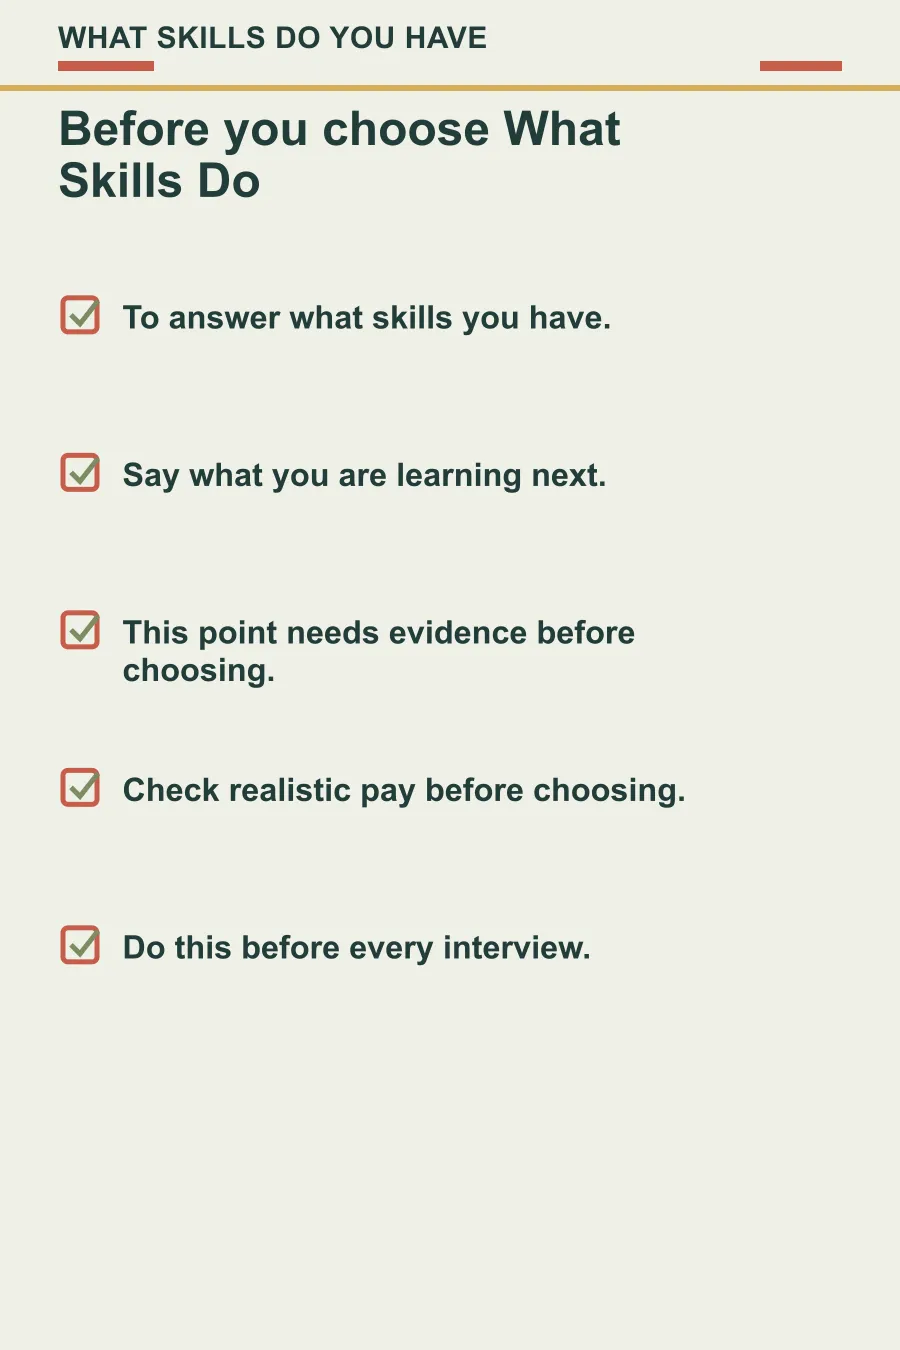 WHAT SKILLS DO YOU HAVE
Before you choose What
Skills Do
To answer what skills you have.
Say what you are learning next.
This point needs evidence before
choosing.
Check realistic pay before choosing.
Do this before every interview.